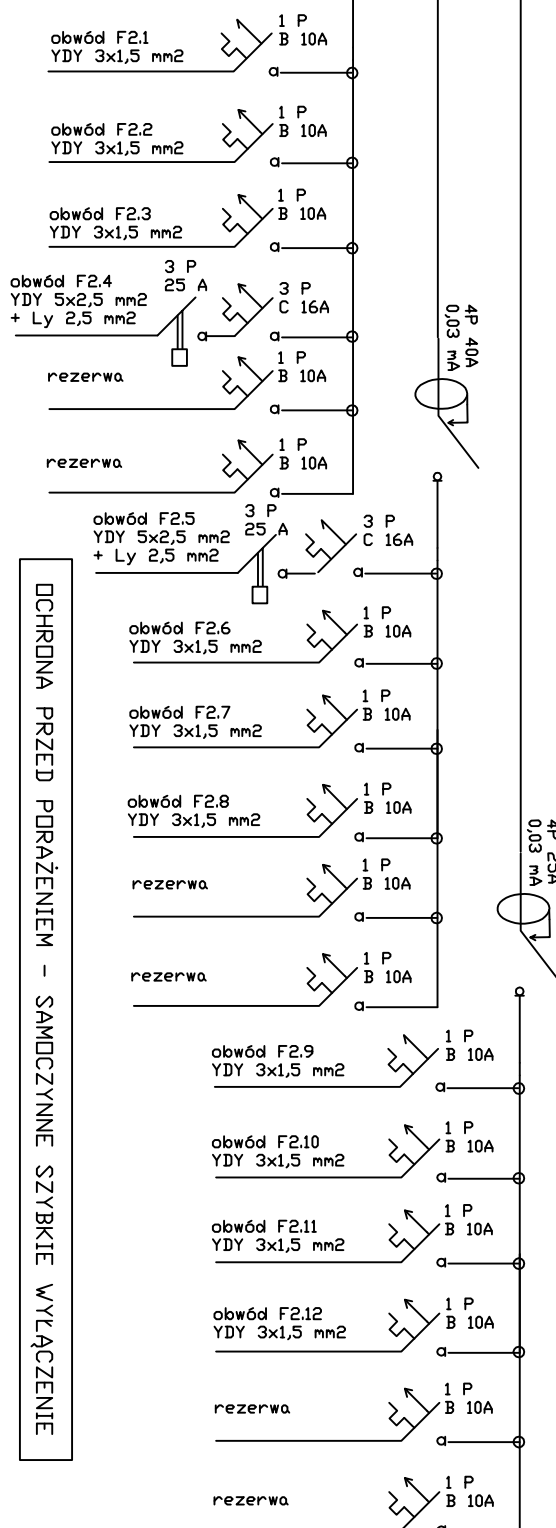 1 P
obwód F2.1
B 10A
YDY 3x1,5 mm2
1 P
obwód F2.2
B 10A
YDY 3x1,5 mm2
1 P
obwód F2.3
B 10A
YDY 3x1,5 mm2
3 P
25 A
obwód F2.4
YDY 5x2,5 mm2
+ Ly 2,5 mm2
3 P
C 16A
4P 40A
0,03 mA
1 P
rezerwa
B 10A
1 P
rezerwa
B 10A
3 P
25 A
obwód F2.5
YDY 5x2,5 mm2
+ Ly 2,5 mm2
3 P
C 16A
OCHRONA PRZED PORAŻENIEM - SAMOCZYNNE SZYBKIE WYŁĄCZENIE
1 P
obwód F2.6
B 10A
YDY 3x1,5 mm2
1 P
obwód F2.7
B 10A
YDY 3x1,5 mm2
1 P
obwód F2.8
B 10A
YDY 3x1,5 mm2
4P 25A
0,03 mA
1 P
rezerwa
B 10A
1 P
rezerwa
B 10A
1 P
obwód F2.9
B 10A
YDY 3x1,5 mm2
1 P
obwód F2.10
B 10A
YDY 3x1,5 mm2
1 P
obwód F2.11
B 10A
YDY 3x1,5 mm2
1 P
obwód F2.12
B 10A
YDY 3x1,5 mm2
1 P
rezerwa
B 10A
1 P
rezerwa
B 10A